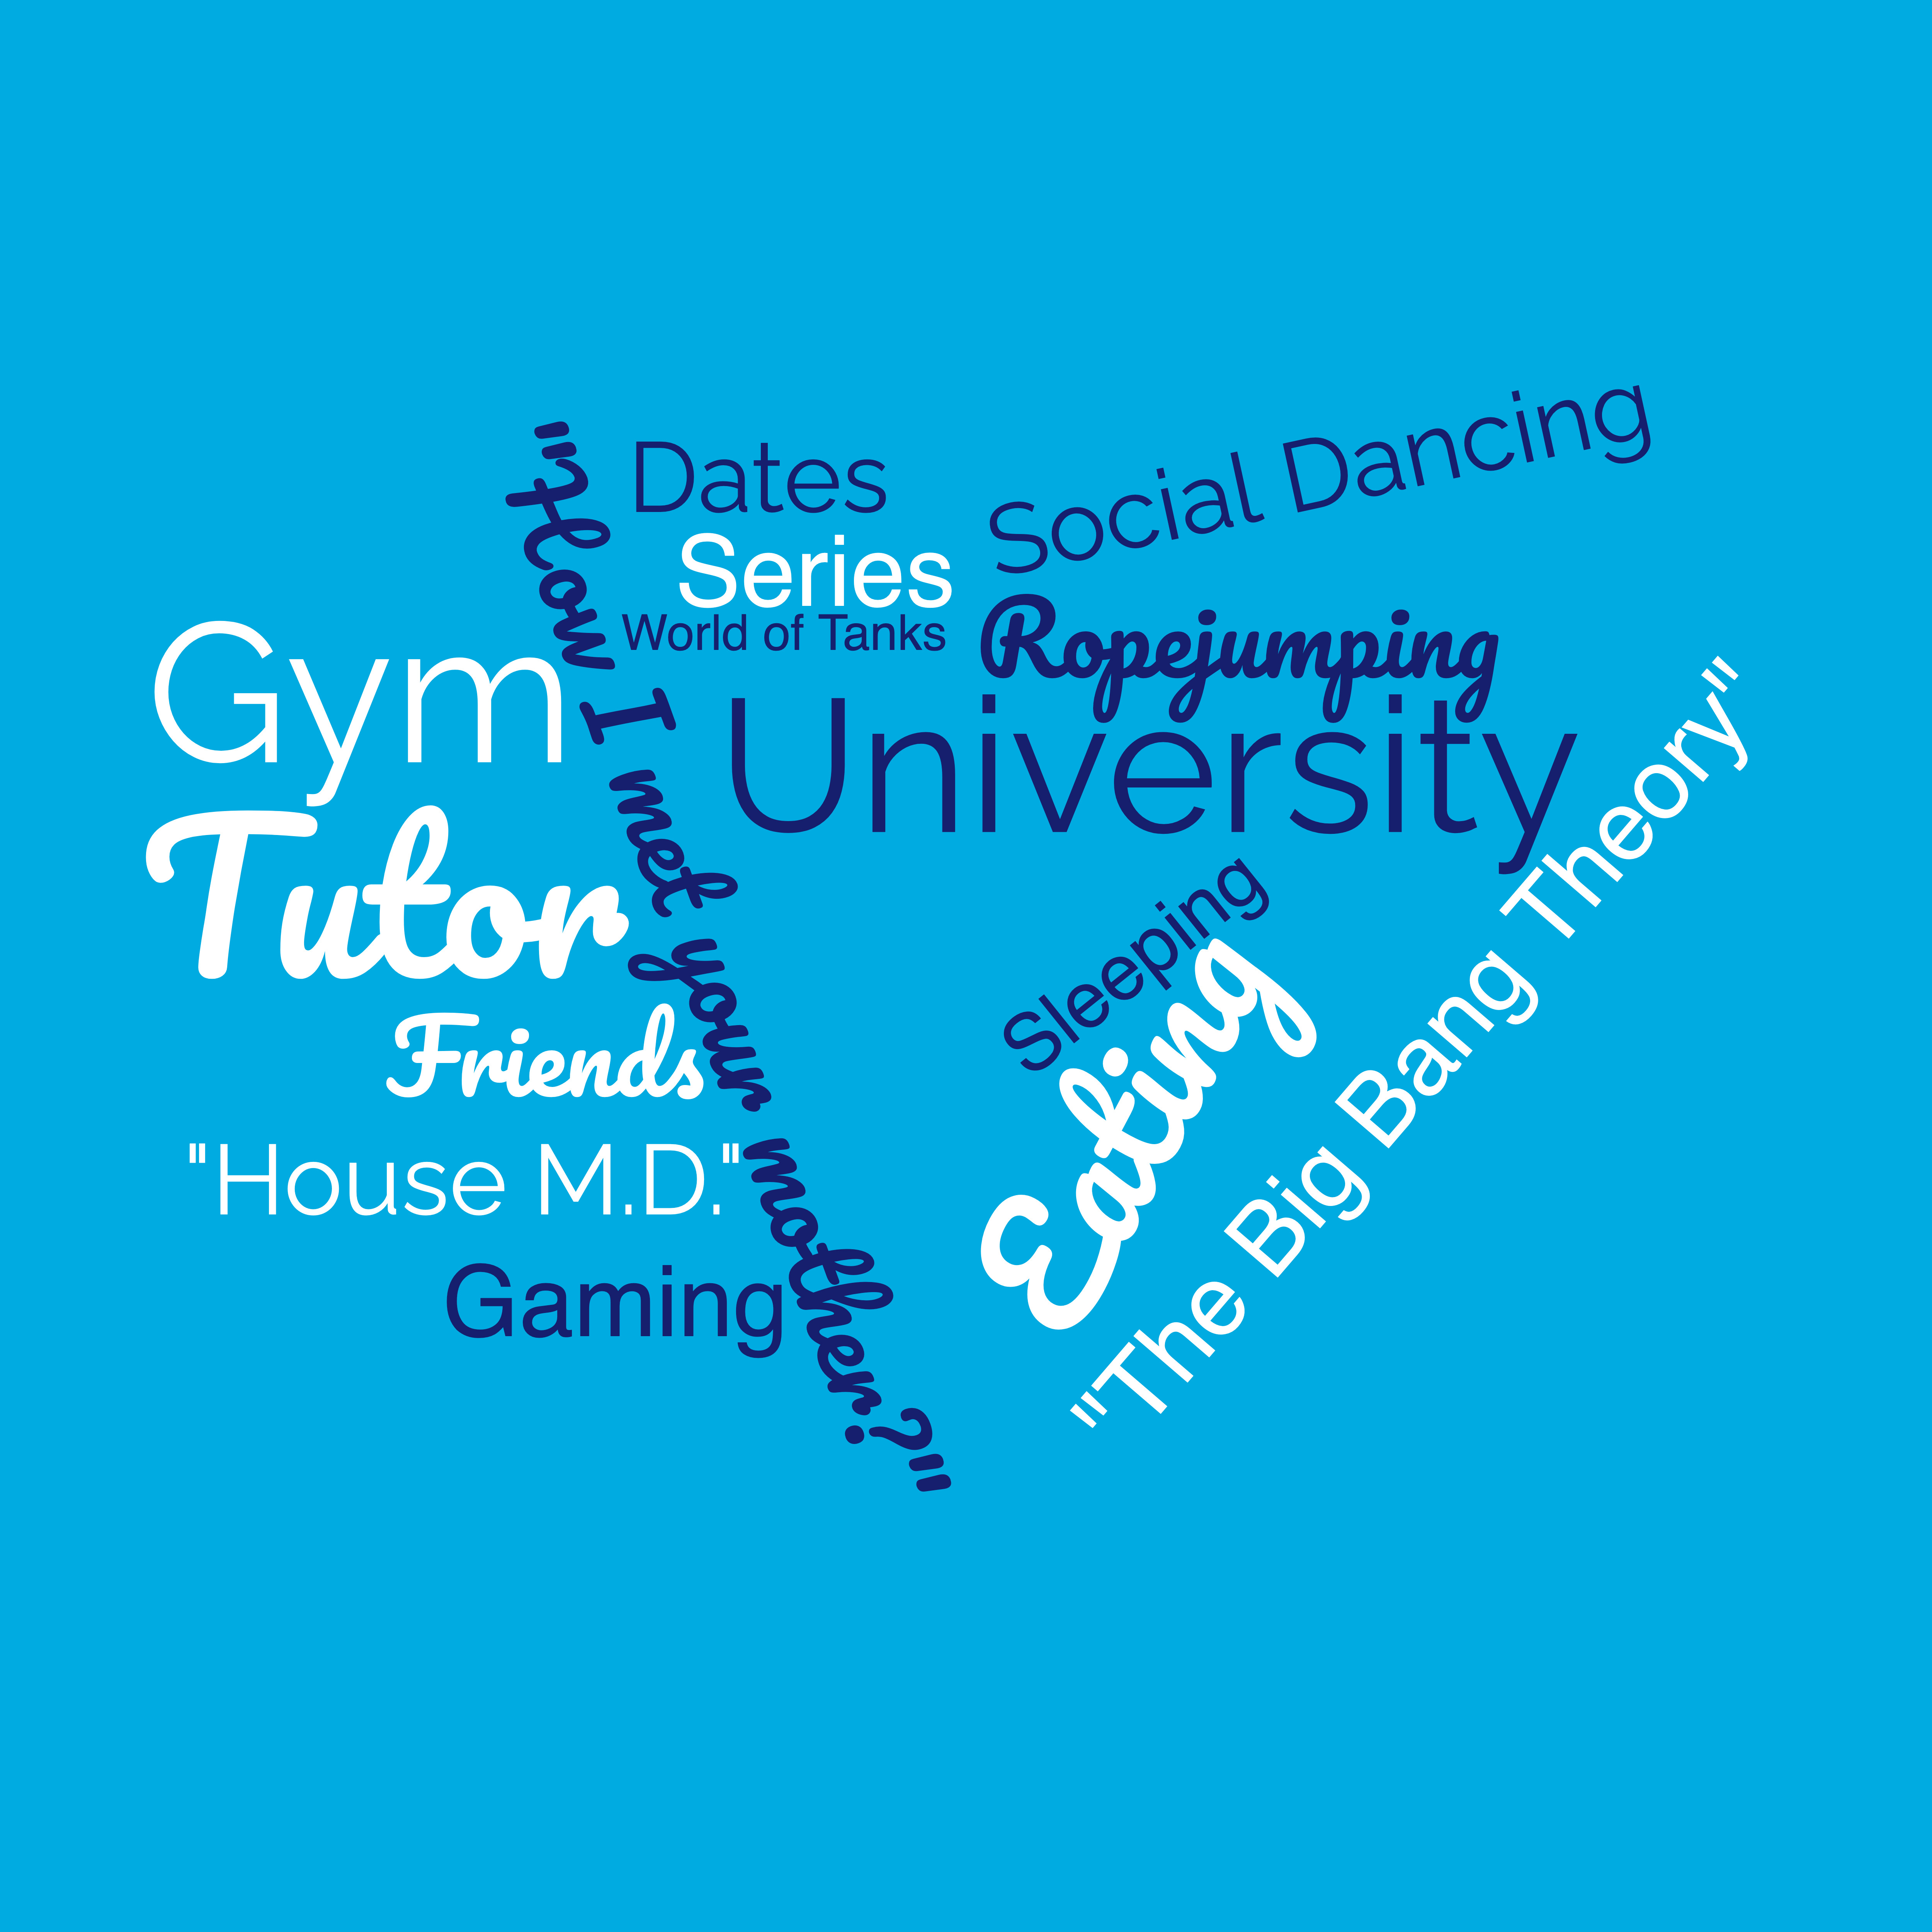 Dates
Social Dancing
Series
World of Tanks
Ropejumping
Gym
University
Tutor
"How I met your mother?"
Sleeping
Eating
"The Big Bang Theory"
Friends
"House M.D."
Gaming